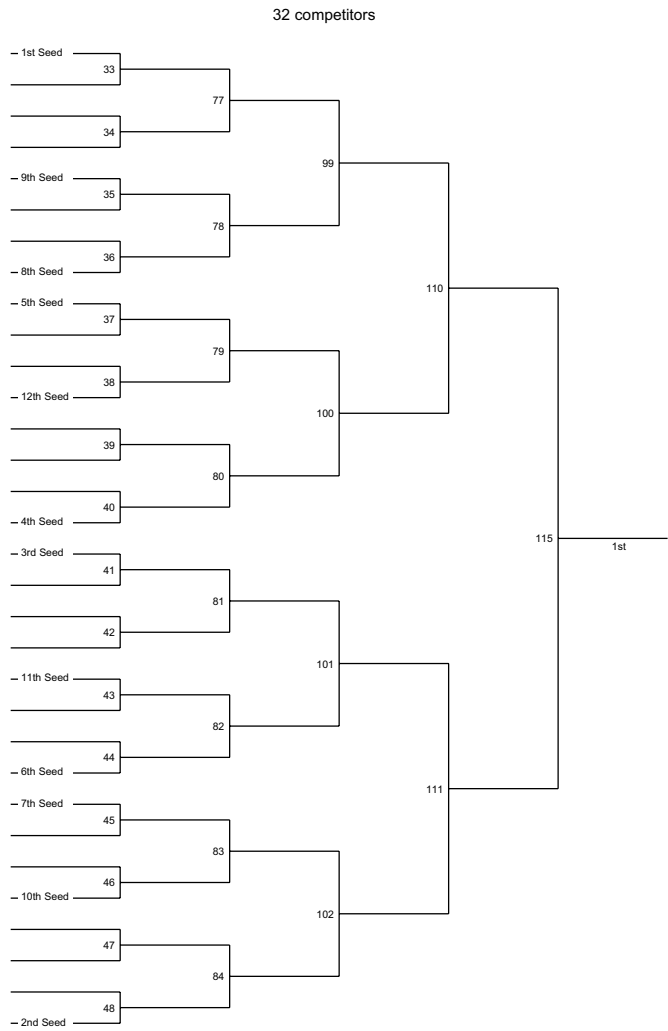 32 competitors
1st Seed
33
77
34
99
9th Seed
35
78
36
8th Seed
110
5th Seed
37
79
38
12th Seed
100
39
80
40
4th Seed
115
1st
3rd Seed
41
81
42
101
11th Seed
43
82
44
6th Seed
111
7th Seed
45
83
46
10th Seed
102
47
84
48
2nd Seed